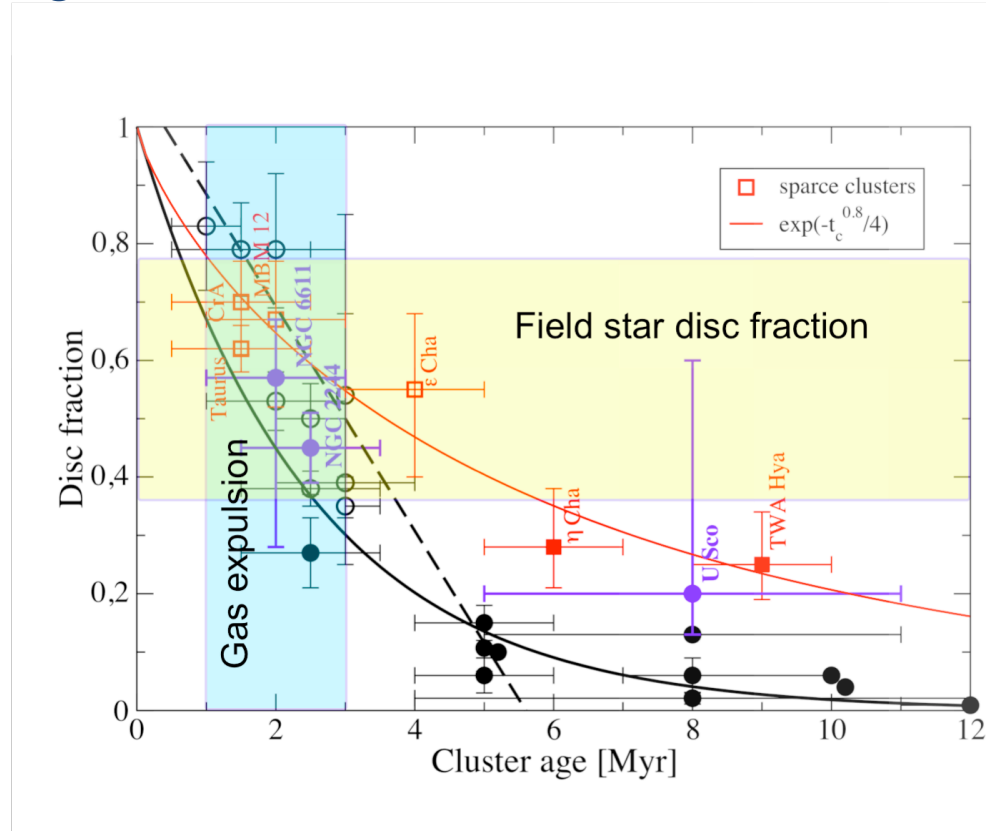 1
0,8
0,6
0,4
0,2
0
0
2
4
6
8
10
12
Disc fraction
Cluster age [Myr]
sparce clusters
exp(-t_c^0.8/4)
Field star disc fraction
Gas expulsion
CrA
MBM 12
Taurus
NGC 6611
NGC 2244
ε Cha
η Cha
U Sco
TWA Hya